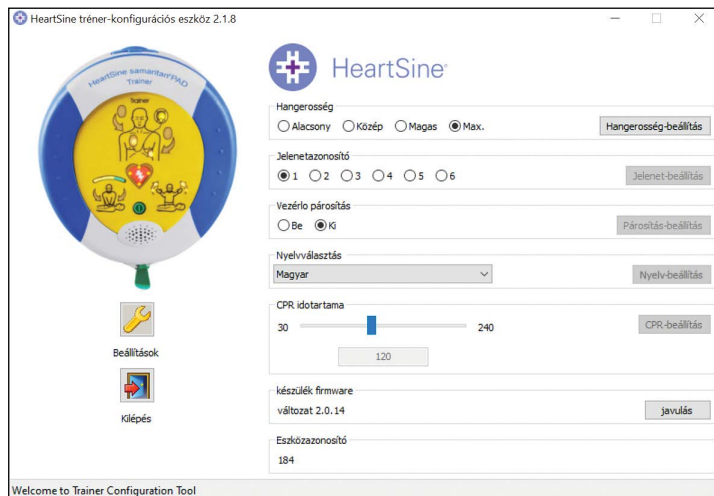 HeartSine tréner-konfigurációs eszköz 2.1.8
HeartSine samaritan® PAD
Trainer
Trainer
HeartSine®
Hangerosség
Alacsony Közép Magas Max.
Hangerosség-beállítás
Jelenetazonosító
1 2 3 4 5 6
Jelenet-beállítás
Vezérlo párosítás
Be Ki
Párosítás-beállítás
Nyelvválasztás
Magyar
Nyelv-beállítás
CPR idotartama
30 240
CPR-beállítás
120
Beállítások
Kilépés
készülék firmware
változat 2.0.14
javulás
Eszközazonosító
184
Welcome to Trainer Configuration Tool